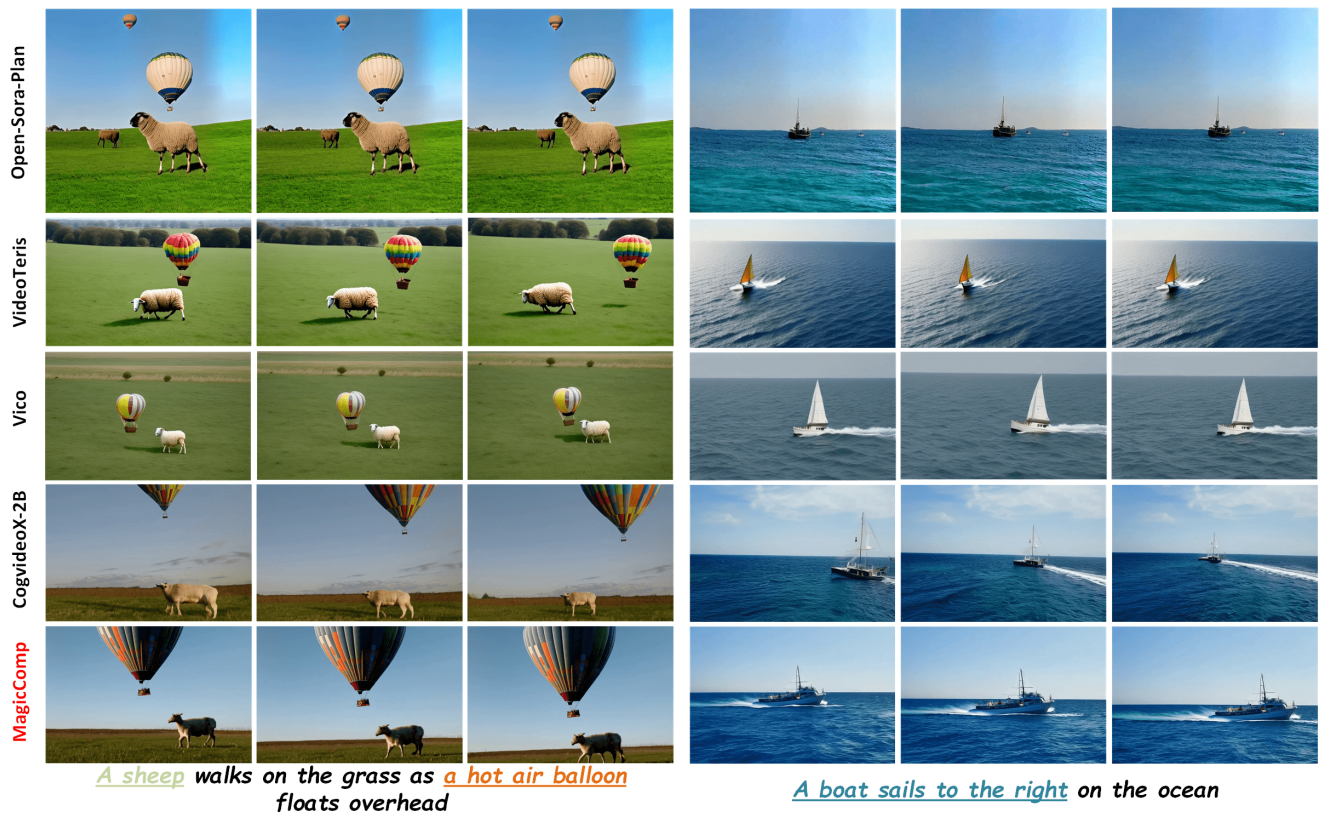 Open-Sora-Plan
VideoTeris
Vico
CogvideoX-2B
MagicComp
A sheep walks on the grass as a hot air balloon
floats overhead
A boat sails to the right on the ocean